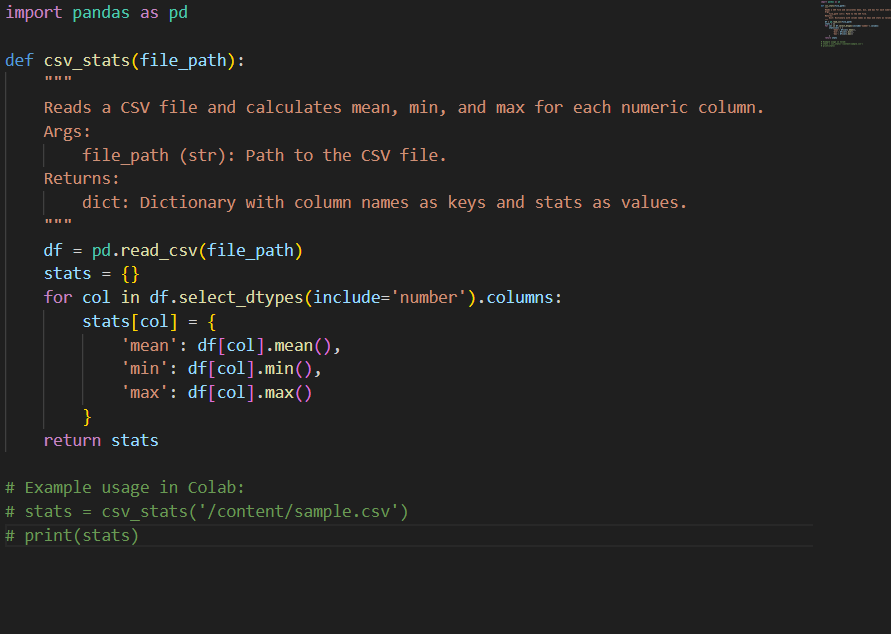 import pandas as pd

def csv_stats(file_path):
    """
    Reads a CSV file and calculates mean, min, and max for each numeric column.
    Args:
        file_path (str): Path to the CSV file.
    Returns:
        dict: Dictionary with column names as keys and stats as values.
    """
    df = pd.read_csv(file_path)
    stats = {}
    for col in df.select_dtypes(include='number').columns:
        stats[col] = {
            'mean': df[col].mean(),
            'min': df[col].min(),
            'max': df[col].max()
        }
    return stats

# Example usage in Colab:
# stats = csv_stats('/content/sample.csv')
# print(stats)